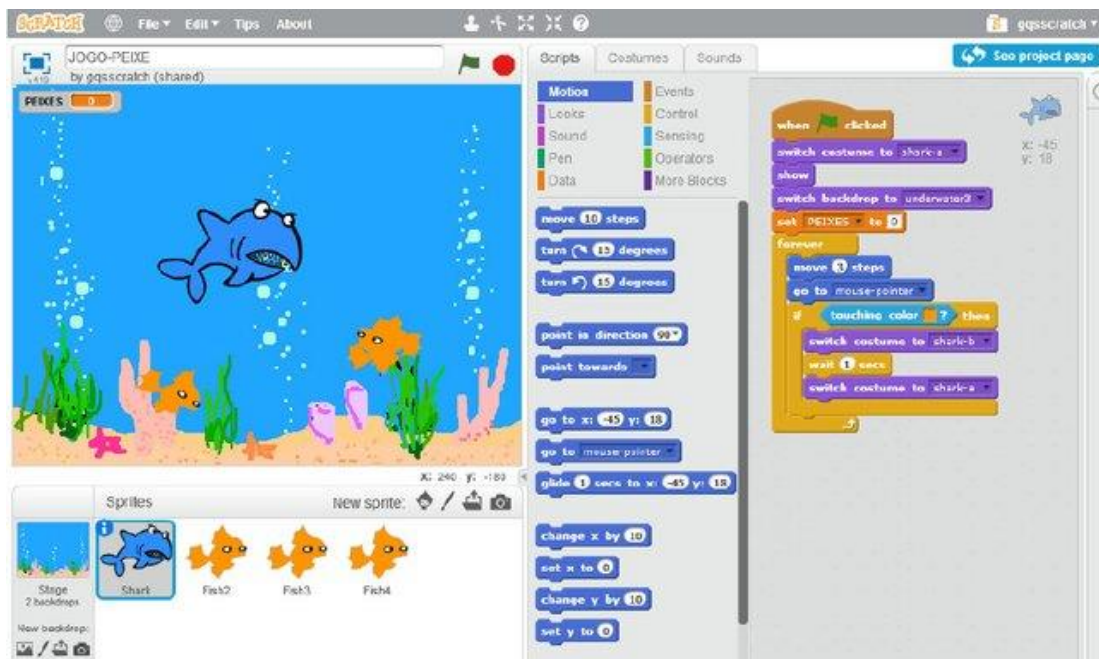 SCRATCH File Edit Tips About gqsscratch
JOGO-PEIXE
by gqsscratch (shared)
See project page
PEIXES 0
x: 240 y: -180
Sprites New sprite:
Stage
2 backdrops
New backdrop:
Shark Fish2 Fish3 Fish4
Scripts Costumes Sounds
Motion Events
Looks Control
Sound Sensing
Pen Operators
Data More Blocks
move 10 steps
turn 15 degrees
turn 15 degrees
point in direction 90
point towards
go to x: -45 y: 18
go to mouse-pointer
glide 1 secs to x: -45 y: 18
change x by 10
set x to 0
change y by 10
set y to 0
when clicked
switch costume to shark-a
show
switch backdrop to underwater3
set PEIXES to 0
forever
move 3 steps
go to mouse-pointer
if touching color ? then
switch costume to shark-b
wait 1 secs
switch costume to shark-a
x: -45
y: 18